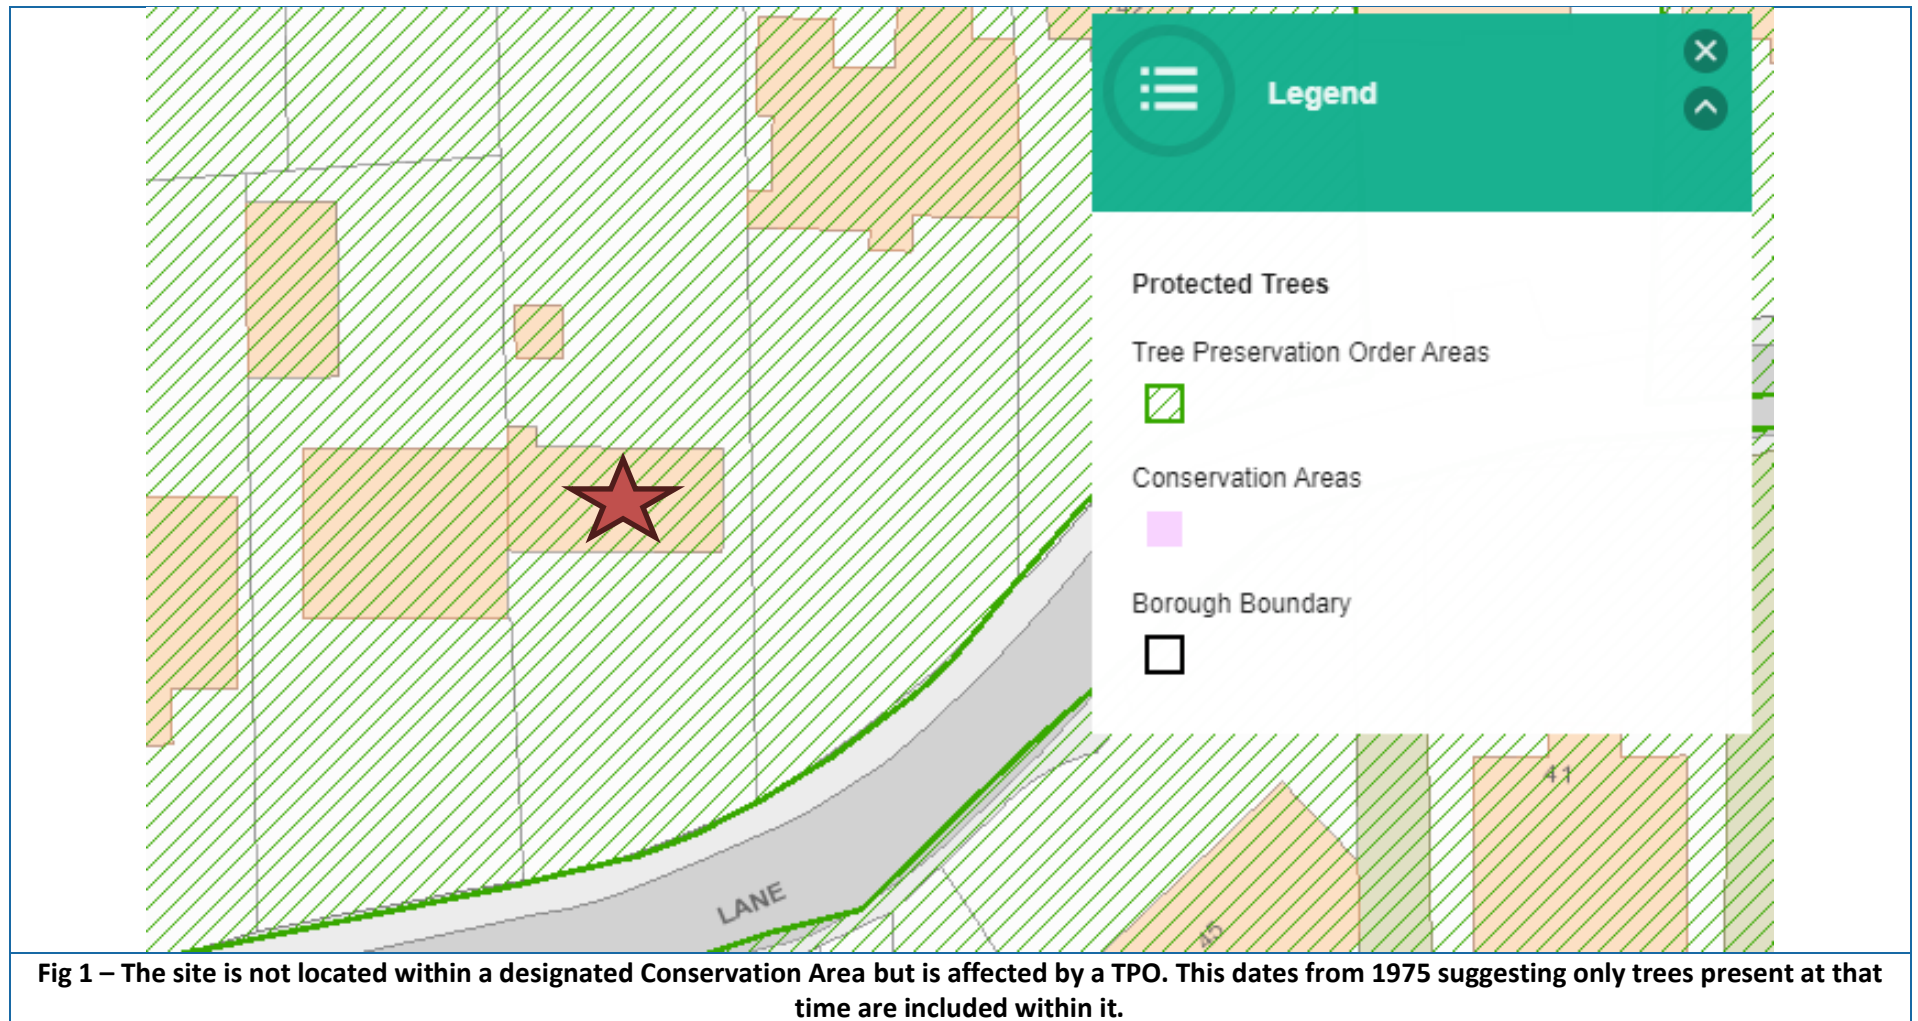 Legend
Protected Trees
Tree Preservation Order Areas
Conservation Areas
Borough Boundary
41
LANE
45
Fig 1 – The site is not located within a designated Conservation Area but is affected by a TPO. This dates from 1975 suggesting only trees present at that
time are included within it.